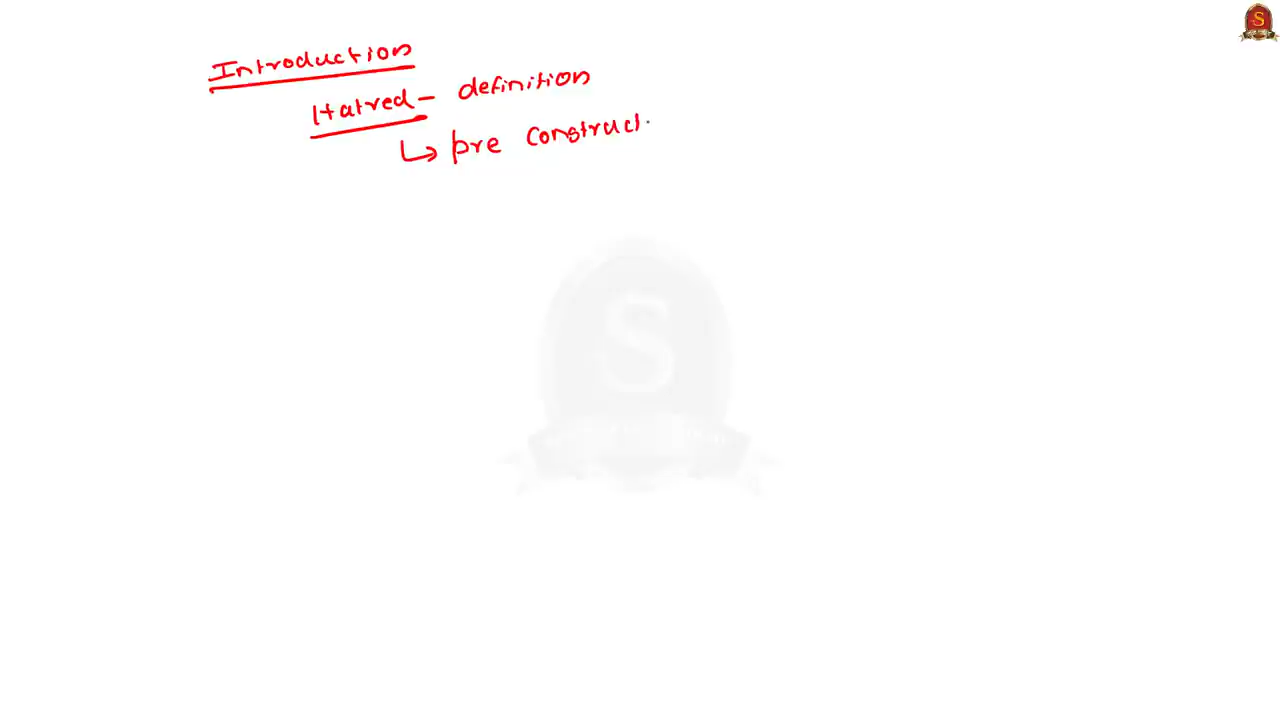 Introduction
Hatred - definition
↳ pre construct
S
S